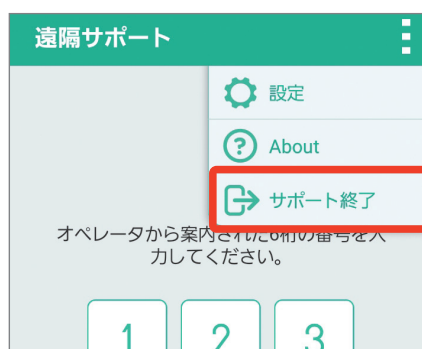 遠隔サポート
設定
? About
サポート終了
オペレータから案内された6桁の番号を入
力してください。
1 2 3